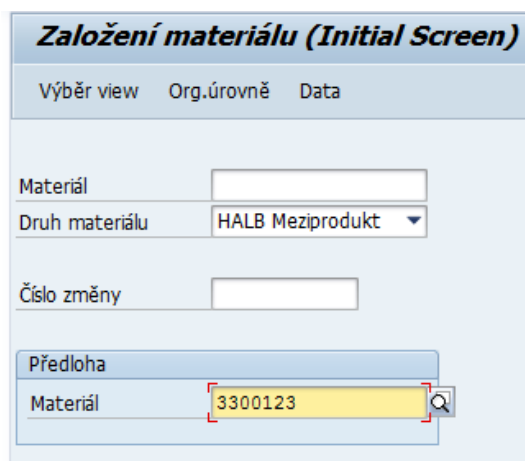 Založení materiálu (Initial Screen)
Výběr view Org.úrovně Data
Materiál
Druh materiálu HALB Meziprodukt
Číslo změny
Předloha
Materiál 3300123